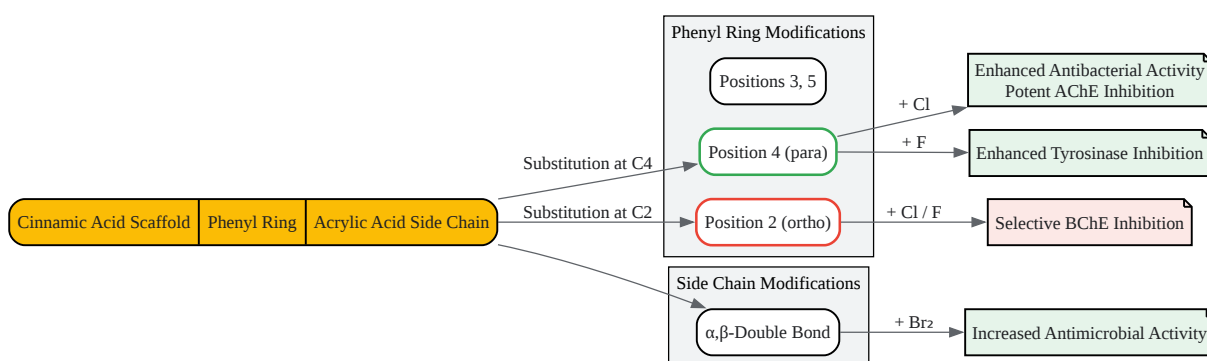 Cinnamic Acid Scaffold
Phenyl Ring
Acrylic Acid Side Chain
Substitution at C4
Substitution at C2
Phenyl Ring Modifications
Positions 3, 5
Position 4 (para)
Position 2 (ortho)
Side Chain Modifications
α,β-Double Bond
+ Cl
+ F
+ Cl / F
+ Br₂
Enhanced Antibacterial Activity
Potent AChE Inhibition
Enhanced Tyrosinase Inhibition
Selective BChE Inhibition
Increased Antimicrobial Activity